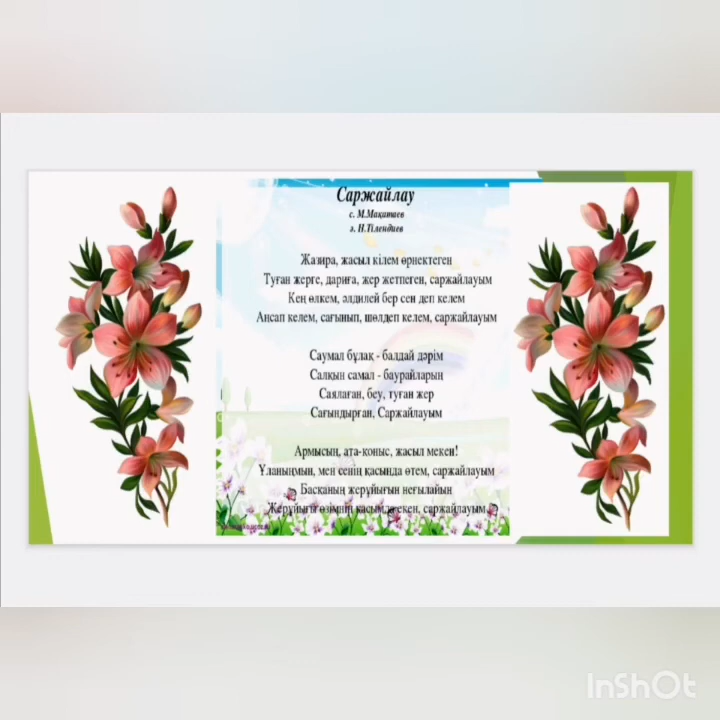 Саржайлау
с. М.Мақатаев
ә. Н.Тілендиев
Жазира, жасыл кілем өрнектеген
Туған жерге, дариға, жер жетпеген, саржайлауым
Кең өлкем, әлдилей бер сен деп келем
Аңсап келем, сағынып, шөлдеп келем, саржайлауым
Саумал бұлақ - балдай дәрім
Салқын самал - баурайларың
Саялаған, беу, туған жер
Сағындырған, Саржайлауым
Армысың, ата-қоныс, жасыл мекен!
Ұланыңмын, мен сенің қасыңда өтем, саржайлауым
Басқаның жерұйығын неғылайын
Жерұйығы өзімнің қасымда екен, саржайлауым
InShOt